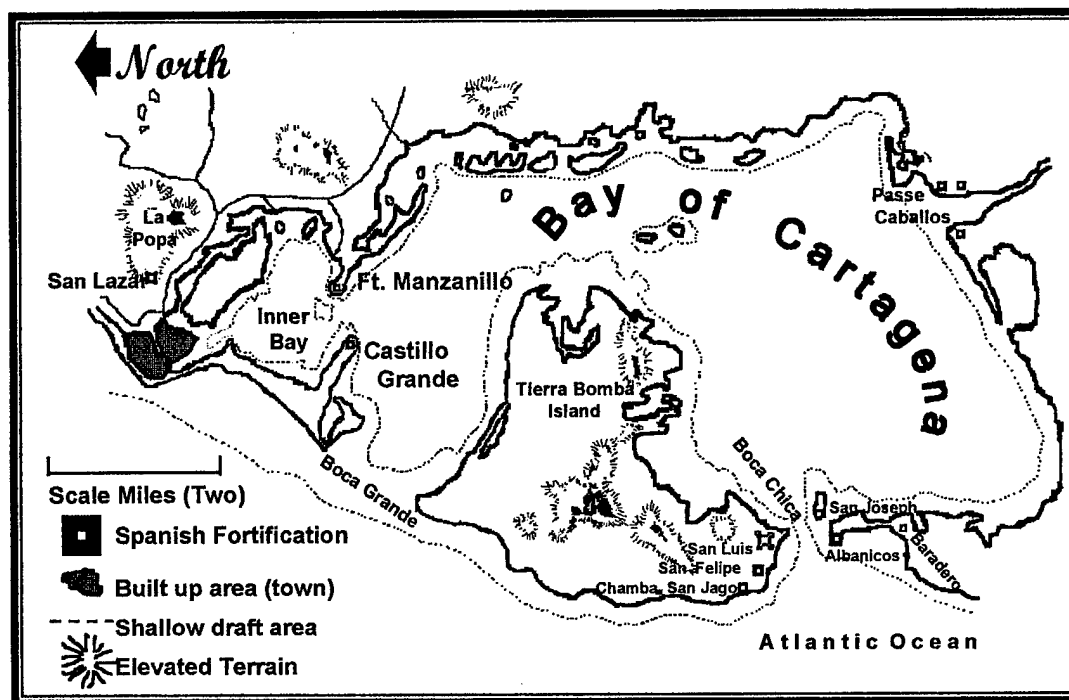 North
La
Popa
San Lazar
Ft. Manzanillo
Inner
Bay
Castillo
Grande
Bay of Cartagena
Passe
Caballos
Tierra Bomba
Island
Boca Grande
Boca Chica
San Joseph
Albanicos
Baradero
San Luis
San Felipe
Chamba San Jago
Atlantic Ocean
Scale Miles (Two)
Spanish Fortification
Built up area (town)
Shallow draft area
Elevated Terrain